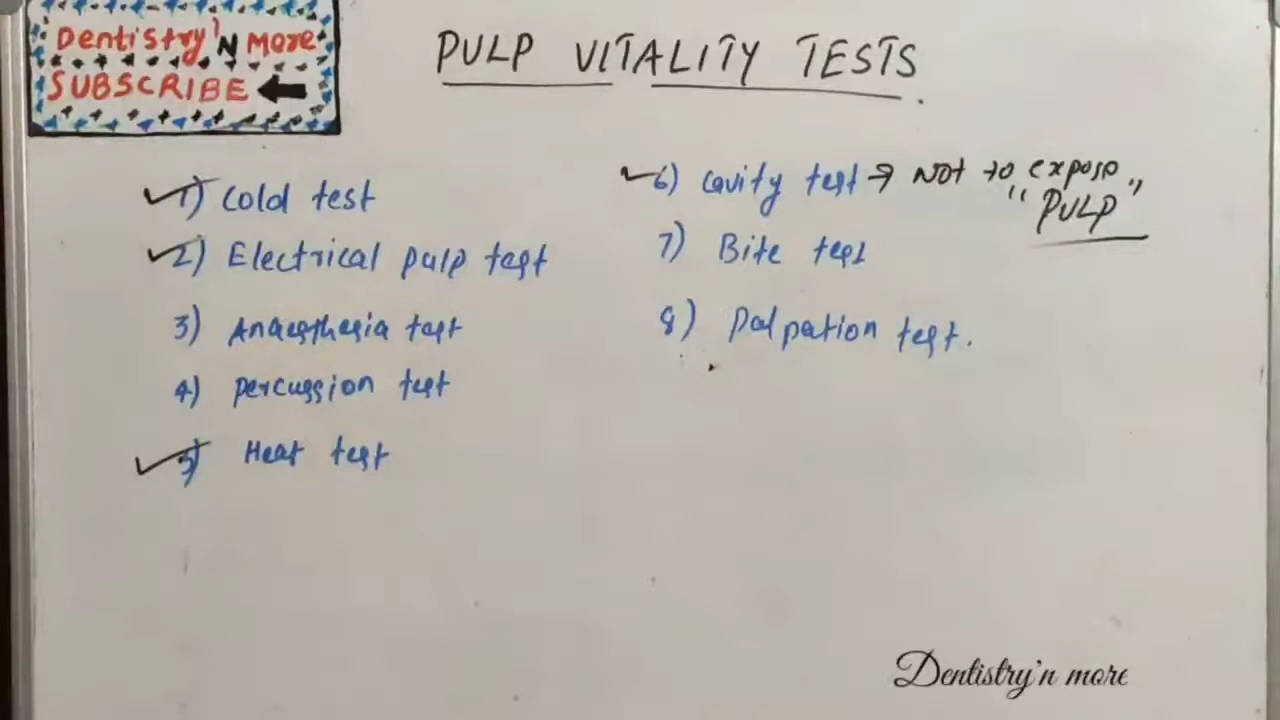 Dentistry'N More
SUBSCRIBE
PULP VITALITY TESTS.
1) Cold test
2) Electrical pulp test
3) Anaesthesia test
4) Percussion test
5) Heat test
6) Cavity test → Not to expose
"PULP"
7) Bite test
8) Palpation test.
Dentistry'n more